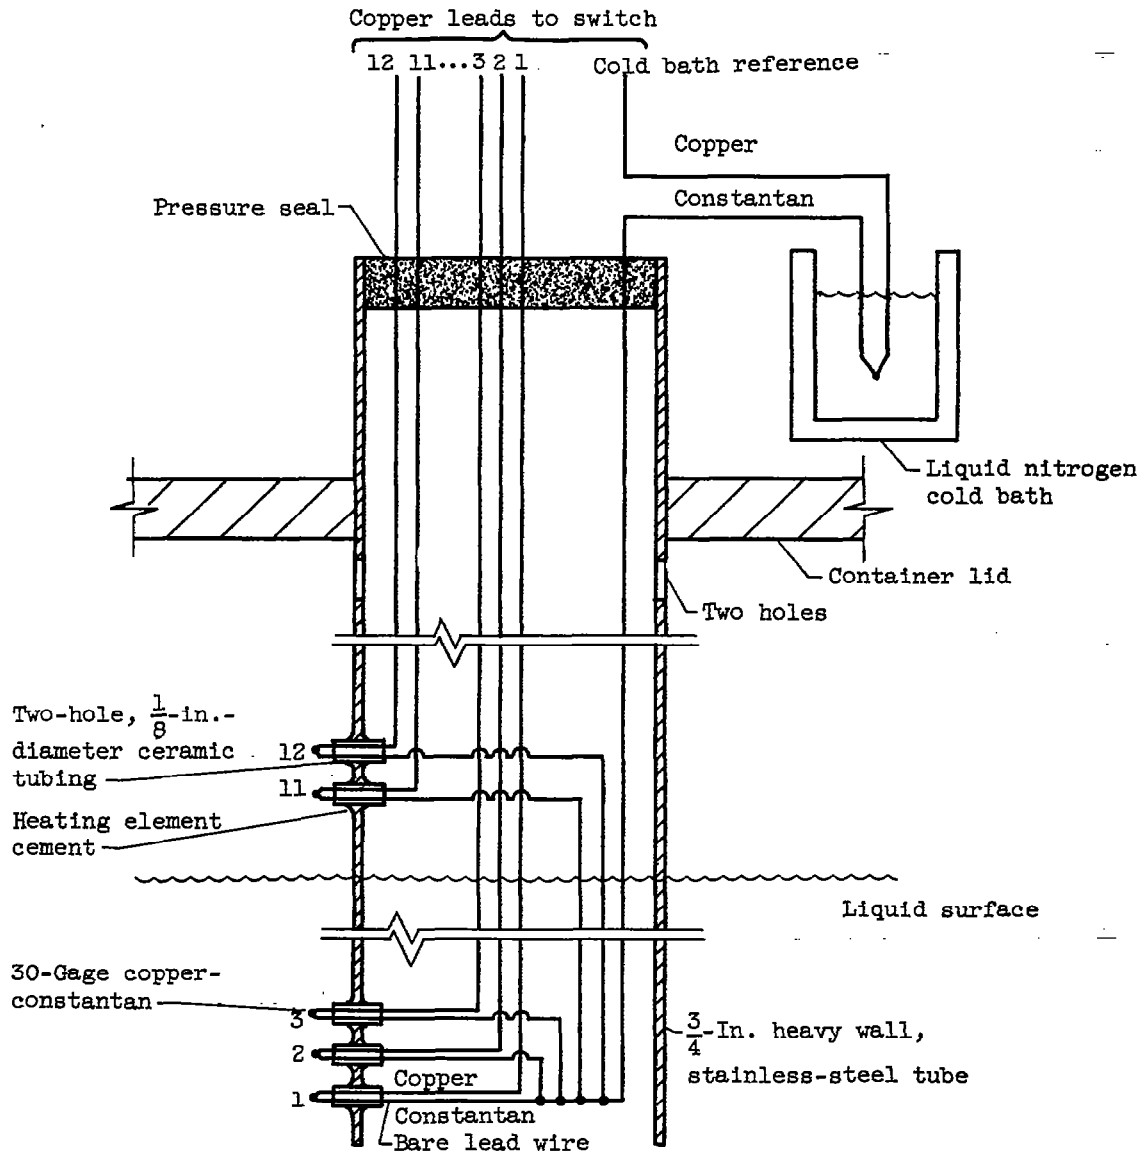 Copper leads to switch
12 11...3 2 1 Cold bath reference
Copper
Constantan
Pressure seal
Liquid nitrogen
cold bath
Container lid
Two holes
Two-hole, 1/8-in.-
diameter ceramic
tubing
12
11
Heating element
cement
Liquid surface
30-Gage copper-
constantan
3
2
1
Copper
Constantan
Bare lead wire
3/4-In. heavy wall,
stainless-steel tube